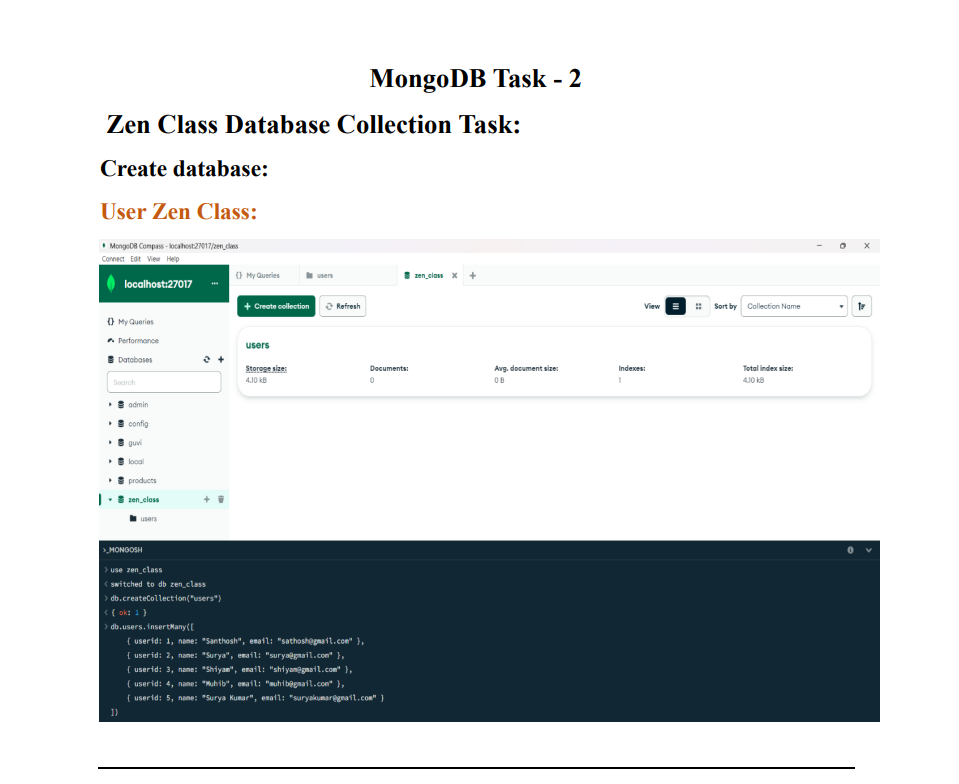 MongoDB Task - 2
Zen Class Database Collection Task:
Create database:
User Zen Class:
MongoDB Compass - localhost:27017/zen_class
Connect Edit View Help
localhost:27017 ...
{} My Queries
users
zen_class
+ Create collection
Refresh
View
Sort by
Collection Name
{} My Queries
Performance
Databases
Search
admin
config
guvi
local
products
zen_class
users
users
Storage size: Documents: Avg. document size: Indexes: Total index size:
4.10 kB 0 0 B 1 4.10 kB
>_MONGOSH
> use zen_class
< switched to db zen_class
> db.createCollection("users")
< { ok: 1 }
> db.users.insertMany([
{ userid: 1, name: "Santhosh", email: "sathosh@gmail.com" },
{ userid: 2, name: "Surya", email: "surya@gmail.com" },
{ userid: 3, name: "Shiyam", email: "shiyam@gmail.com" },
{ userid: 4, name: "Muhib", email: "muhib@gmail.com" },
{ userid: 5, name: "Surya Kumar", email: "suryakumar@gmail.com" }
])